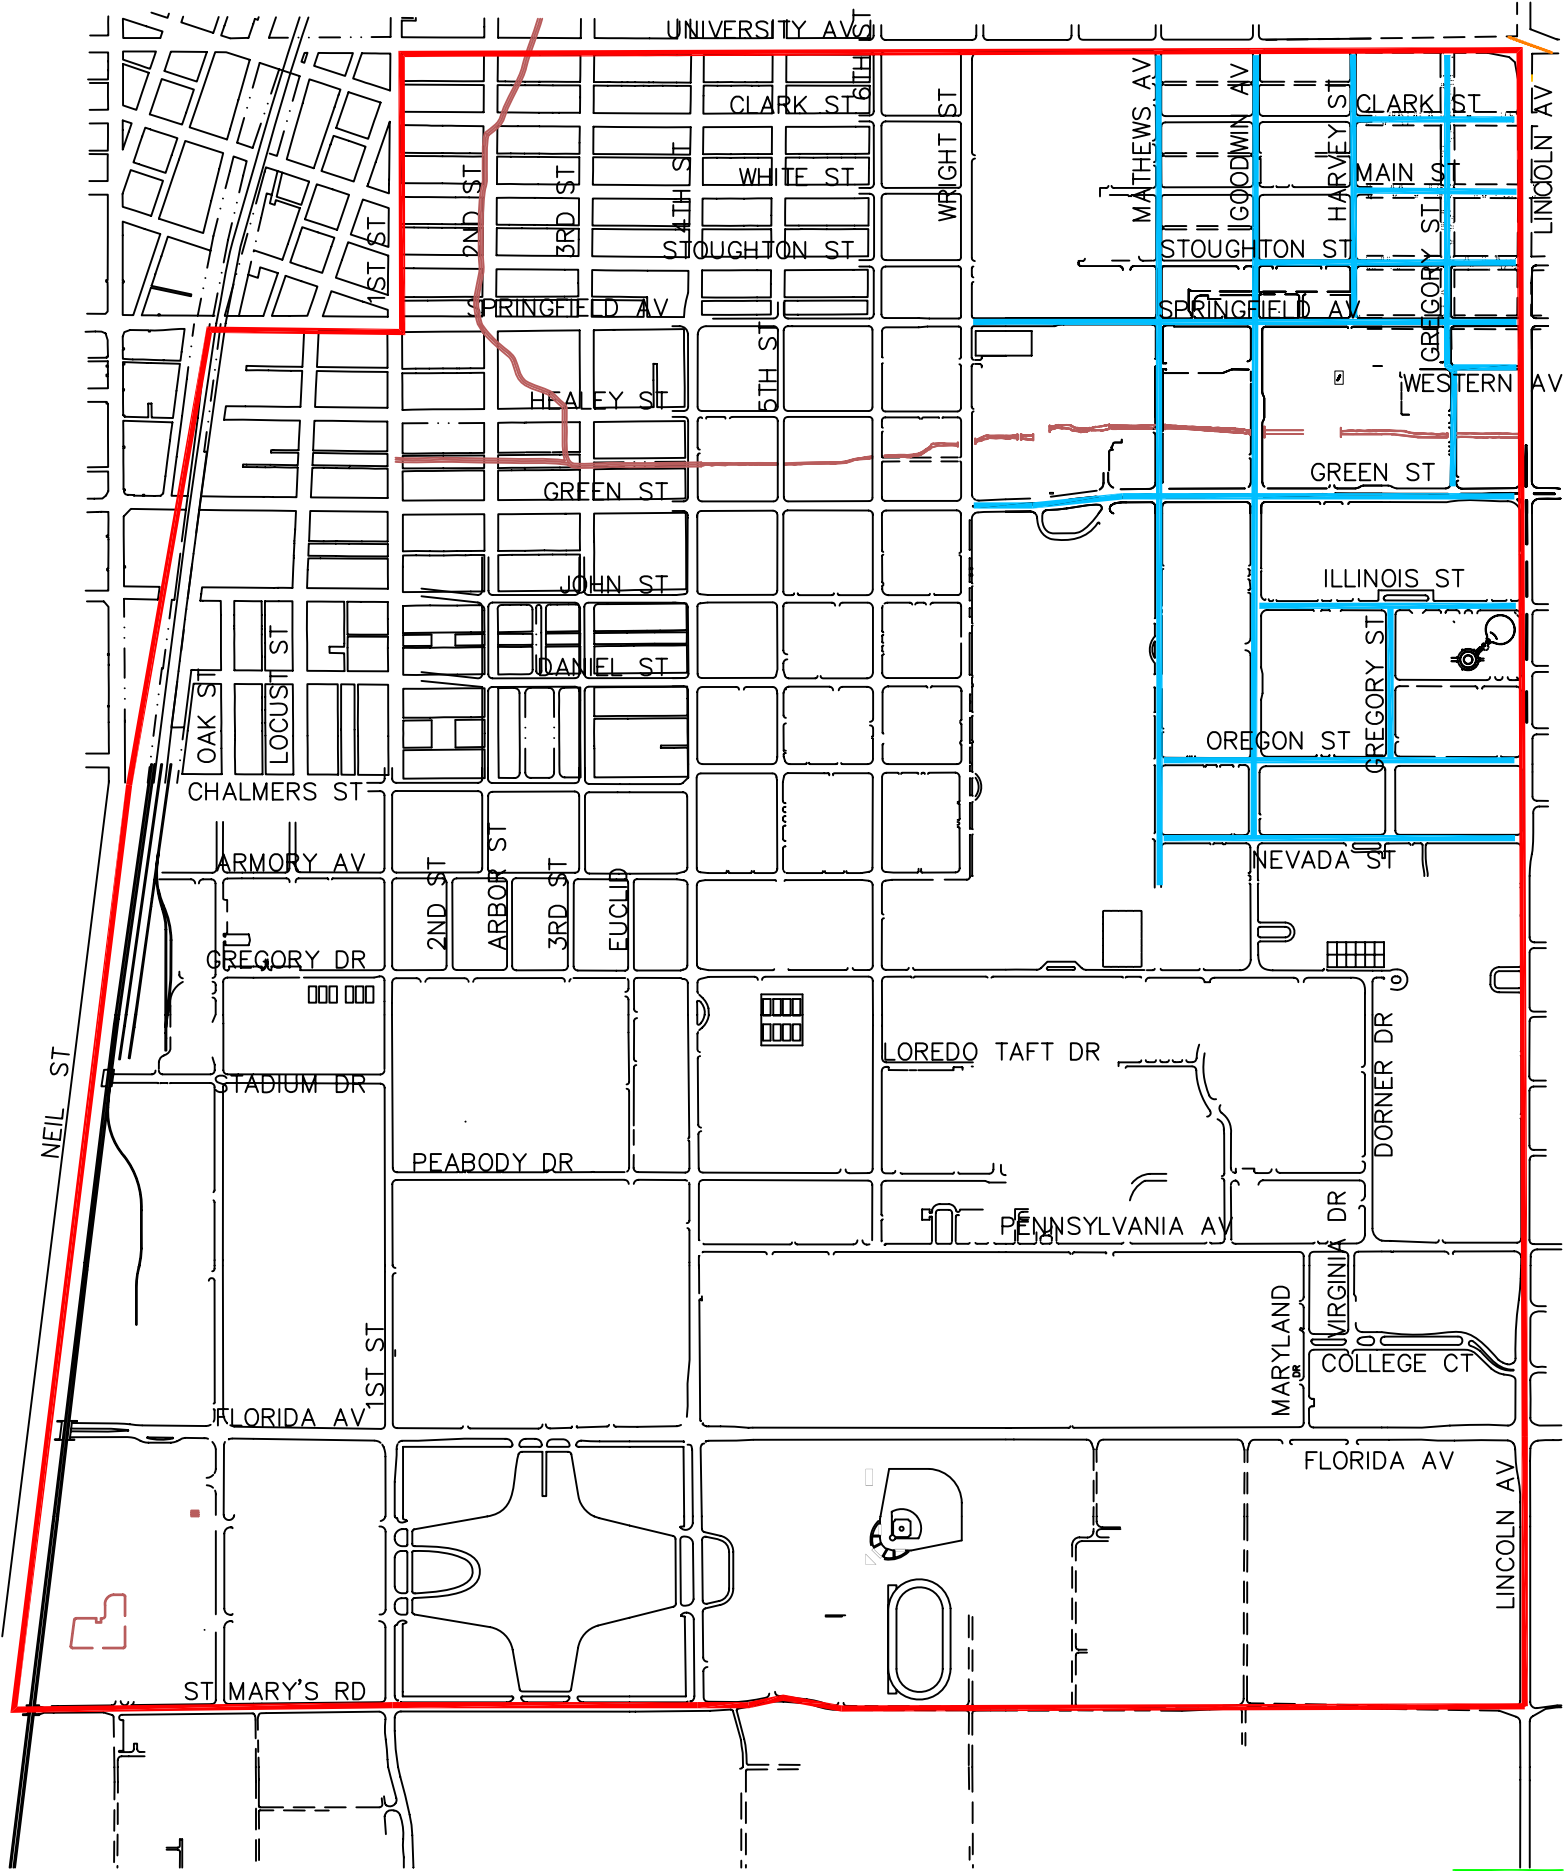 UNIVERSITY AV
6TH ST
CLARK ST
CLARK ST
MATHEWS AV
GOODWIN AV
HARVEY ST
LINCOLN AV
WRIGHT ST
WHITE ST
MAIN ST
1ST ST
2ND ST
3RD ST
4TH ST
STOUGHTON ST
STOUGHTON ST
GREGORY ST
SPRINGFIELD AV
SPRINGFIELD AV
5TH ST
WESTERN AV
HEALEY ST
GREEN ST
GREEN ST
JOHN ST
ILLINOIS ST
DANIEL ST
OAK ST
LOCUST ST
GREGORY ST
OREGON ST
CHALMERS ST
ARMORY AV
NEVADA ST
2ND ST
ARBOR ST
3RD ST
EUCLID
GREGORY DR
LOREDO TAFT DR
DORNER DR
NEIL ST
STADIUM DR
PEABODY DR
PENNSYLVANIA AV
VIRGINIA DR
MARYLAND
DR
COLLEGE CT
1ST ST
FLORIDA AV
FLORIDA AV
LINCOLN AV
ST MARY'S RD